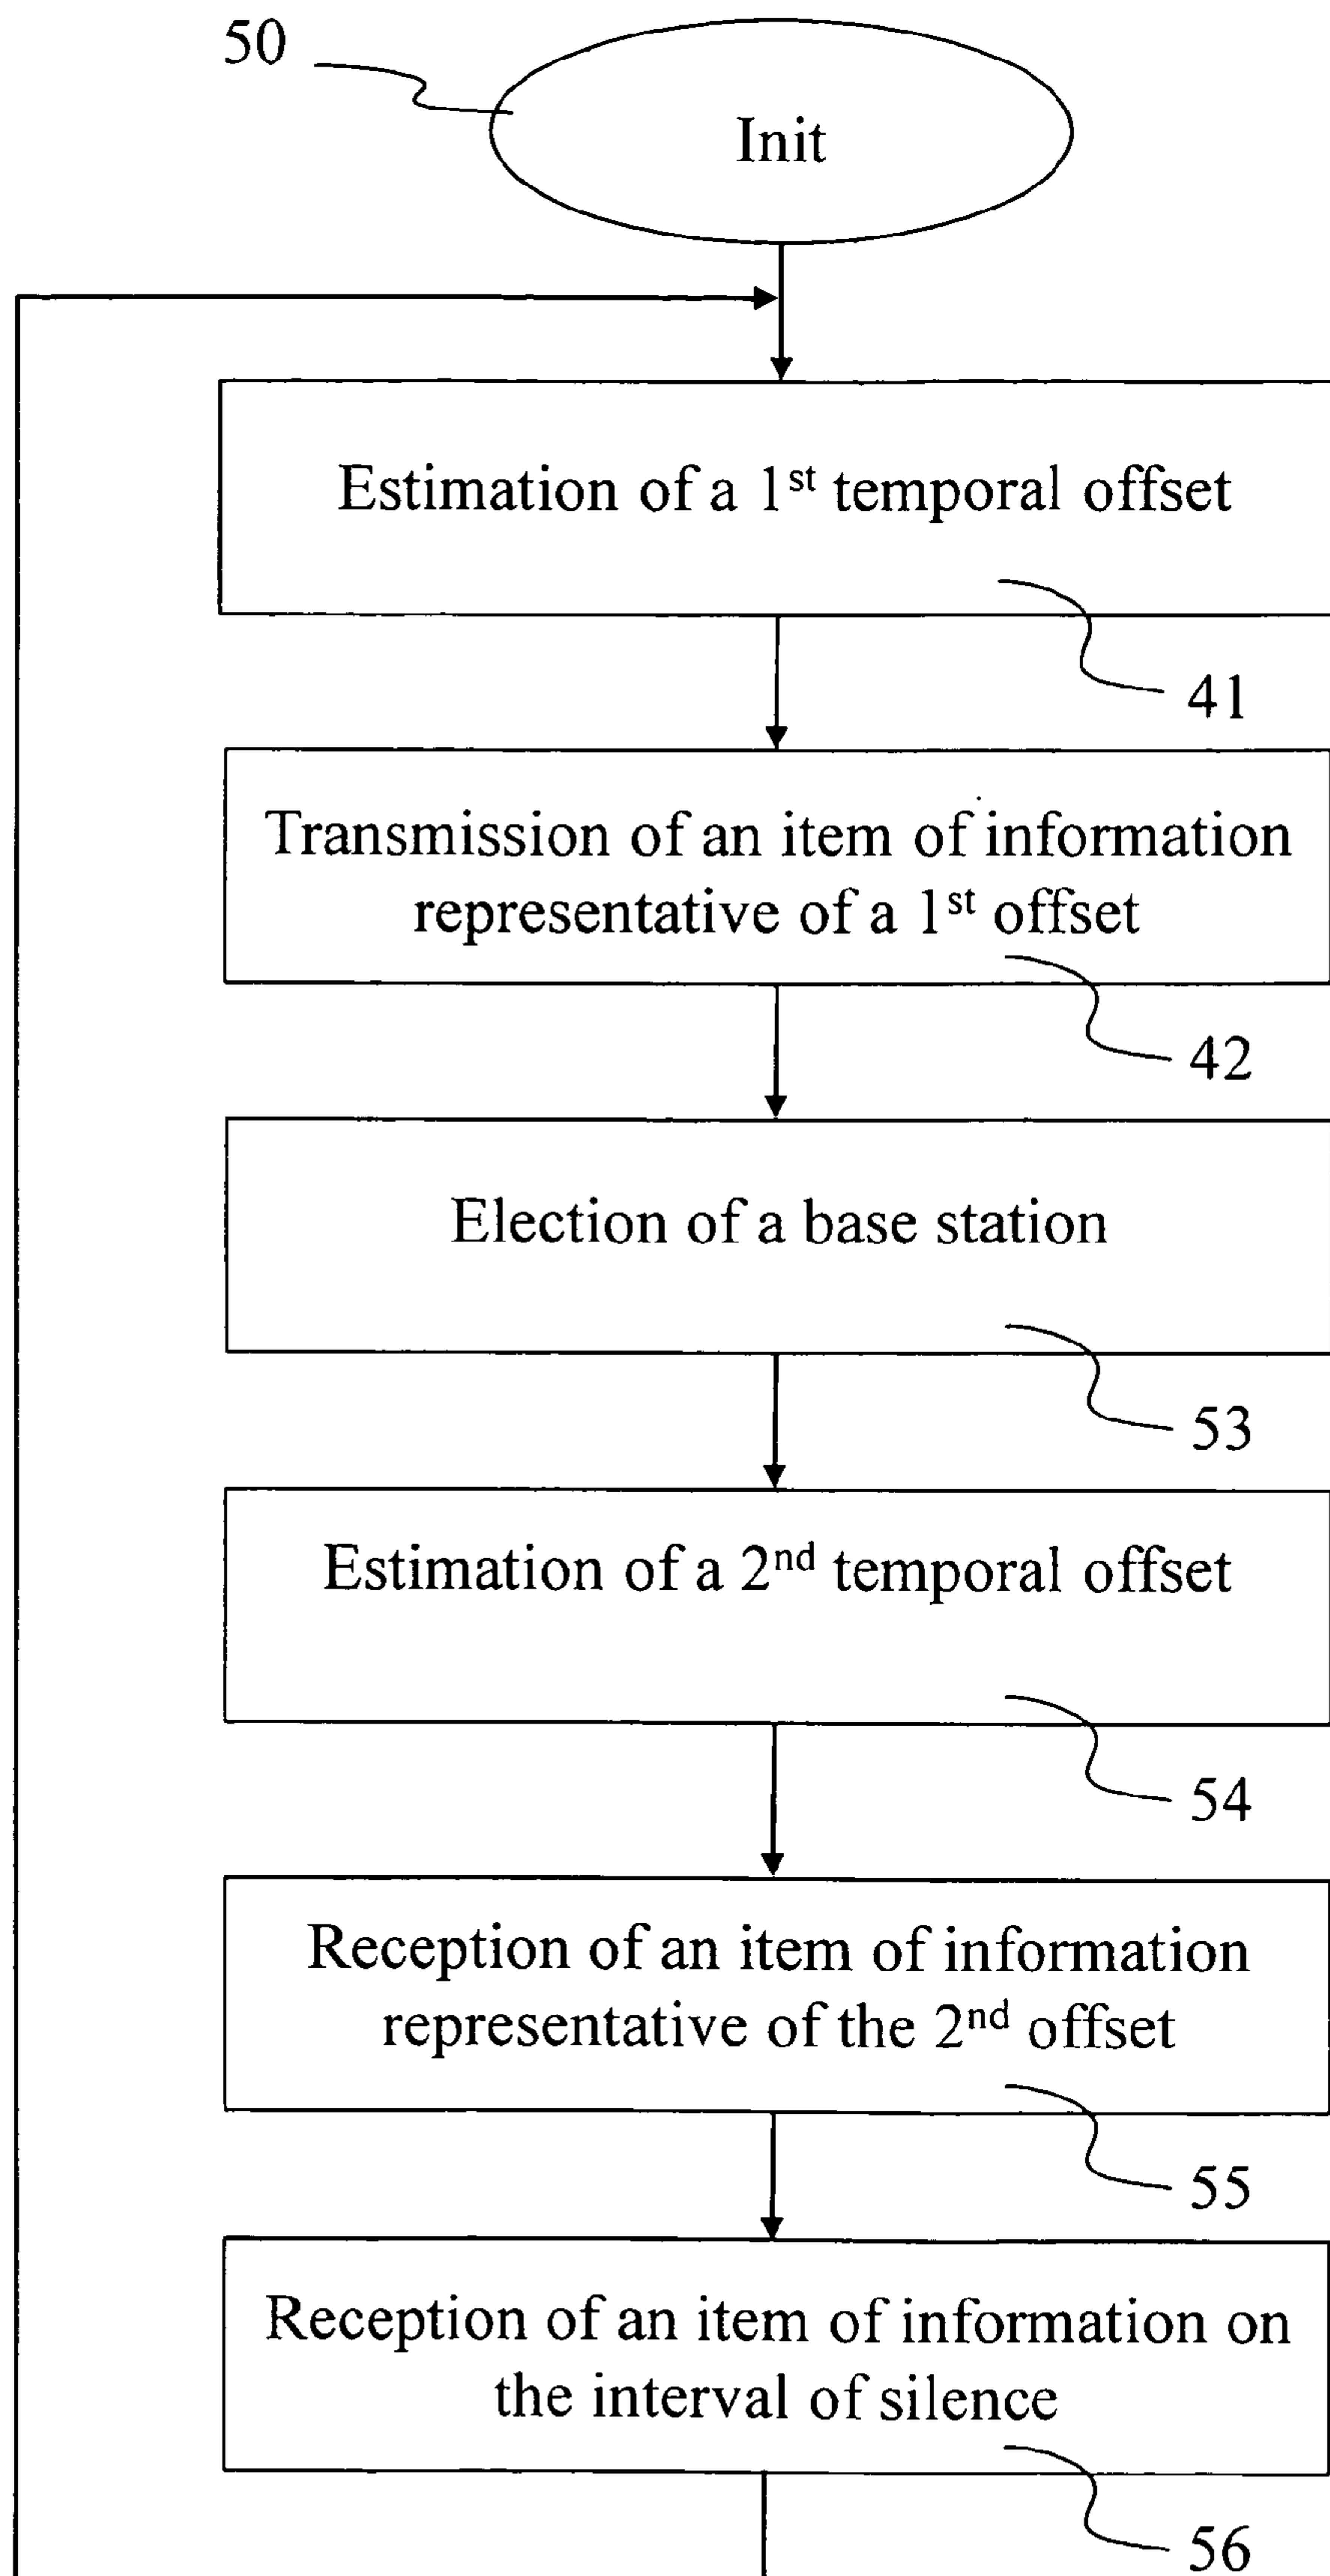 50
Init
Estimation of a 1st temporal offset
41
Transmission of an item of information
representative of a 1st offset
42
Election of a base station
53
Estimation of a 2nd temporal offset
54
Reception of an item of information
representative of the 2nd offset
55
Reception of an item of information on
the interval of silence
56